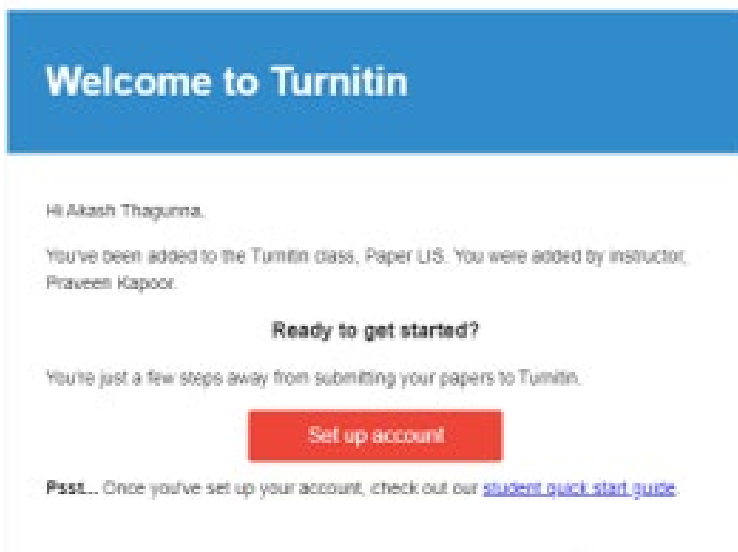 Welcome to Turnitin
Hi Akash Thagunna,
You've been added to the Turnitin class, Paper LIS. You were added by instructor,
Praveen Kapoor.
Ready to get started?
You're just a few steps away from submitting your papers to Turnitin.
Set up account
Psst... Once you've set up your account, check out our student quick start guide.